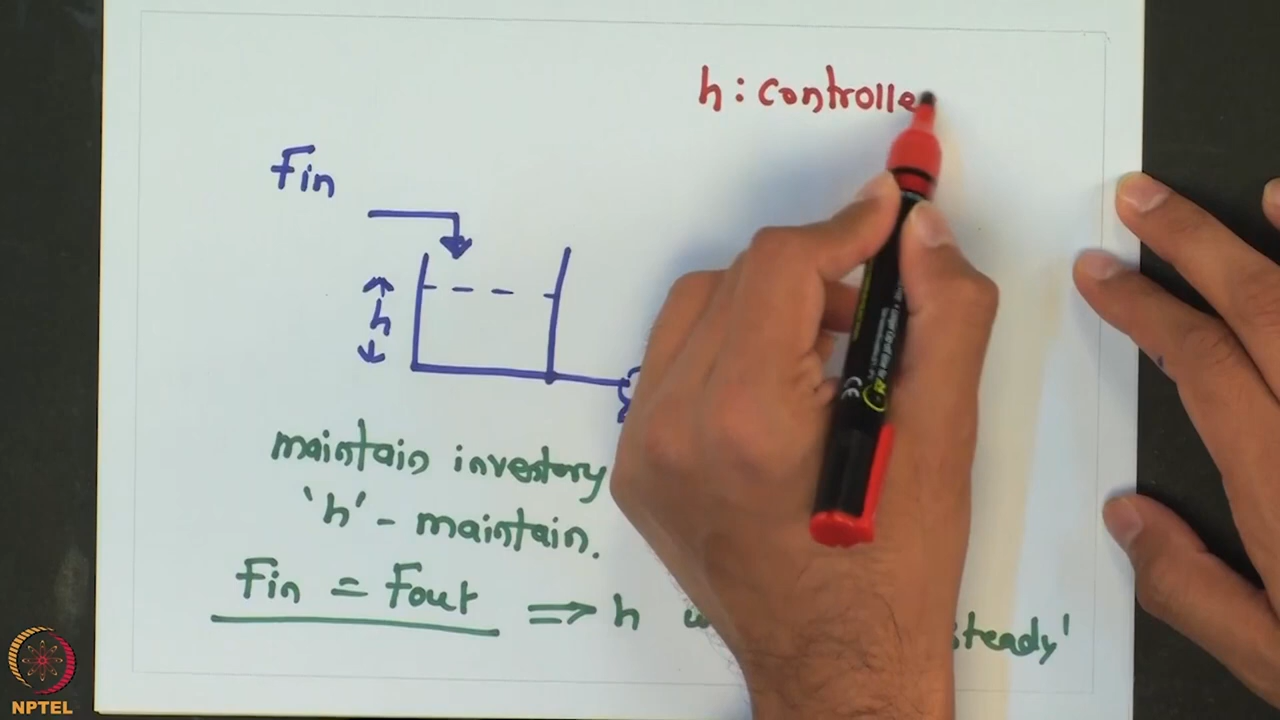 h : Controlle
Fin
h
maintain inventory
'h' - maintain.
Fin = Fout ⇒ h steady'
NPTEL